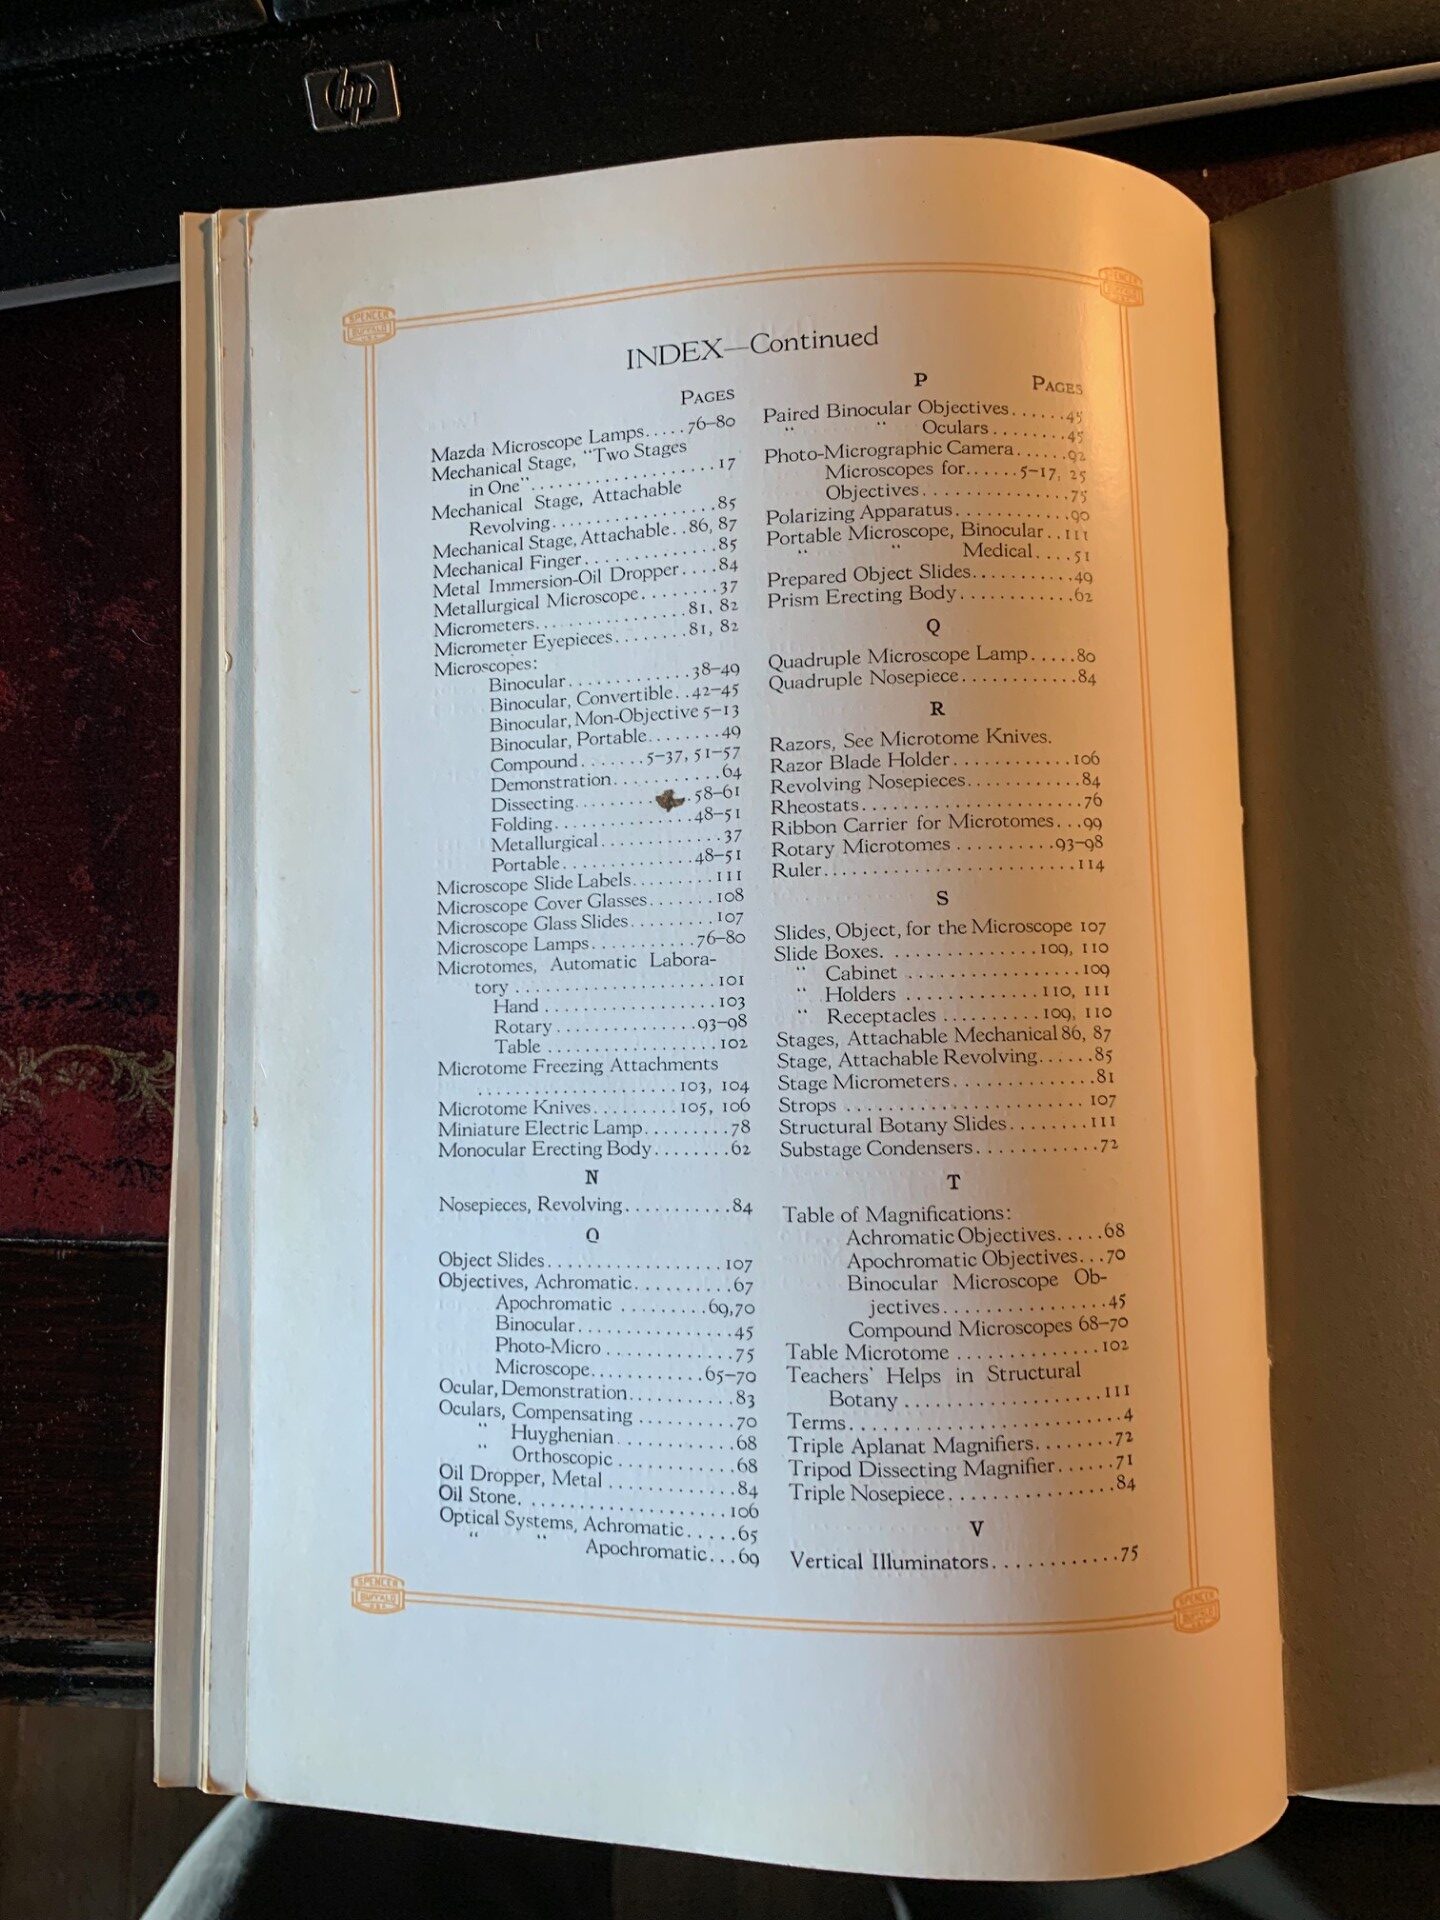 hp
SPENCER
BUFFALO
U.S.A.
SPENCER
BUFFALO
INDEX—Continued
PAGES
Mazda Microscope Lamps.....76–80
Mechanical Stage, "Two Stages
in One"..................17
Mechanical Stage, Attachable
Revolving..................85
Mechanical Stage, Attachable..86, 87
Mechanical Finger.............85
Metal Immersion-Oil Dropper....84
Metallurgical Microscope........37
Micrometers.................81, 82
Micrometer Eyepieces........81, 82
Microscopes:
Binocular.............38–49
Binocular, Convertible..42–45
Binocular, Mon-Objective 5–13
Binocular, Portable........49
Compound.......5–37, 51–57
Demonstration...........64
Dissecting.............58–61
Folding..............48–51
Metallurgical............37
Portable.............48–51
Microscope Slide Labels.........111
Microscope Cover Glasses.......108
Microscope Glass Slides.........107
Microscope Lamps...........76–80
Microtomes, Automatic Labora-
tory......................101
Hand.................103
Rotary..............93–98
Table.................102
Microtome Freezing Attachments
....................103, 104
Microtome Knives.........105, 106
Miniature Electric Lamp.........78
Monocular Erecting Body........62
N
Nosepieces, Revolving...........84
O
Object Slides..................107
Objectives, Achromatic..........67
Apochromatic.........69,70
Binocular...............45
Photo-Micro............75
Microscope...........65–70
Ocular, Demonstration...........83
Oculars, Compensating..........70
" Huyghenian............68
" Orthoscopic............68
Oil Dropper, Metal............84
Oil Stone.....................106
Optical Systems, Achromatic.....65
" " Apochromatic...69
P
PAGES
Paired Binocular Objectives......45
" " Oculars........45
Photo-Micrographic Camera......92
Microscopes for......5–17, 25
Objectives...............75
Polarizing Apparatus............90
Portable Microscope, Binocular..111
" " Medical....51
Prepared Object Slides..........49
Prism Erecting Body............62
Q
Quadruple Microscope Lamp.....80
Quadruple Nosepiece............84
R
Razors, See Microtome Knives.
Razor Blade Holder............106
Revolving Nosepieces...........84
Rheostats......................76
Ribbon Carrier for Microtomes...99
Rotary Microtomes..........93–98
Ruler.........................114
S
Slides, Object, for the Microscope 107
Slide Boxes...............109, 110
" Cabinet.................109
" Holders.............110, 111
" Receptacles..........109, 110
Stages, Attachable Mechanical 86, 87
Stage, Attachable Revolving......85
Stage Micrometers..............81
Strops........................107
Structural Botany Slides........111
Substage Condensers............72
T
Table of Magnifications:
Achromatic Objectives.....68
Apochromatic Objectives...70
Binocular Microscope Ob-
jectives................45
Compound Microscopes 68–70
Table Microtome..............102
Teachers' Helps in Structural
Botany....................111
Terms..........................4
Triple Aplanat Magnifiers........72
Tripod Dissecting Magnifier......71
Triple Nosepiece................84
V
Vertical Illuminators............75
SPENCER
BUFFALO
U.S.A.
SPENCER
BUFFALO
U.S.A.